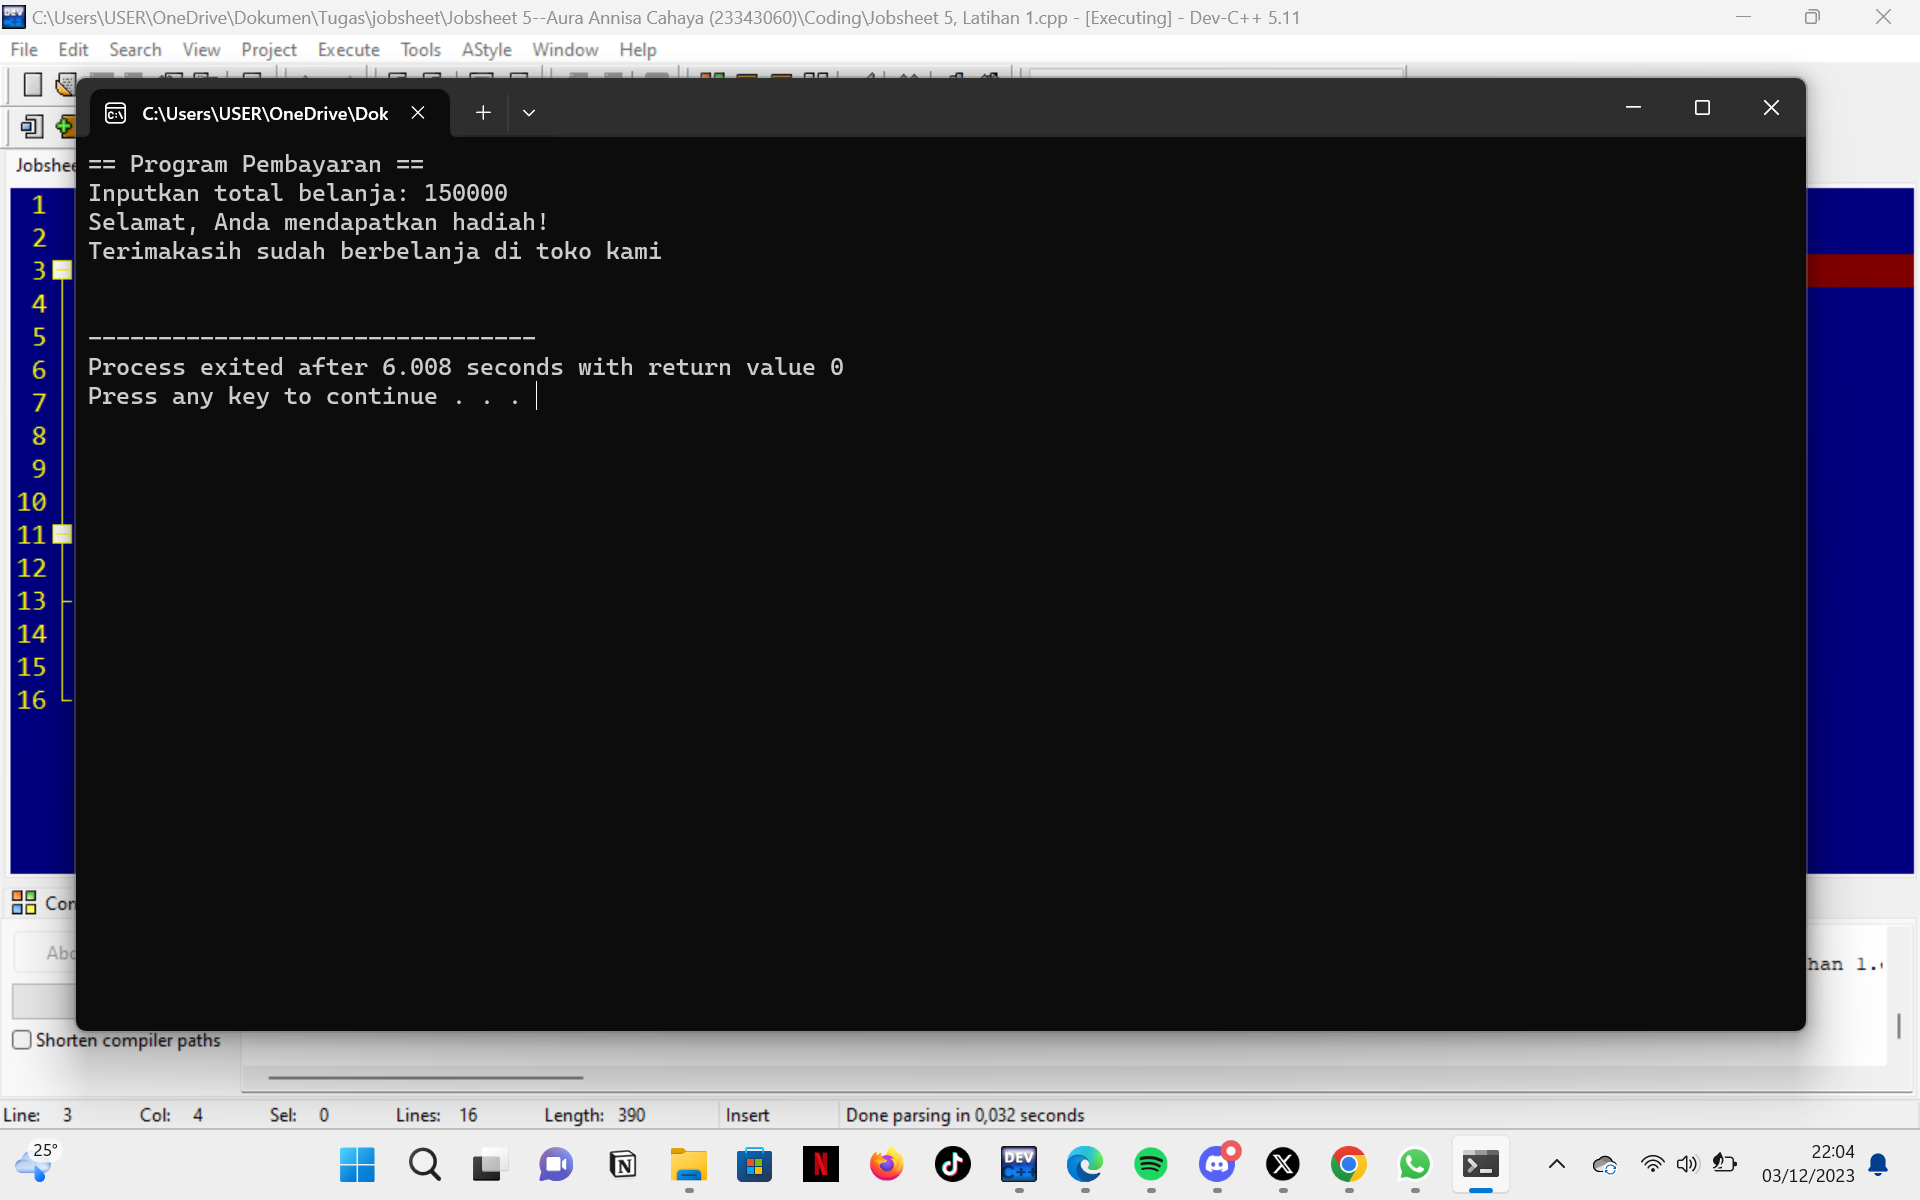 C:\Users\USER\OneDrive\Dokumen\Tugas\jobsheet\Jobsheet 5--Aura Annisa Cahaya (23343060)\Coding\Jobsheet 5, Latihan 1.cpp - [Executing] - Dev-C++ 5.11
File Edit Search View Project Execute Tools AStyle Window Help
C:\Users\USER\OneDrive\Dok
Jobshee
== Program Pembayaran ==
Inputkan total belanja: 150000
Selamat, Anda mendapatkan hadiah!
Terimakasih sudah berbelanja di toko kami
--------------------------------
Process exited after 6.008 seconds with return value 0
Press any key to continue . . .
1
2
3
4
5
6
7
8
9
10
11
12
13
14
15
16
Con
Abo
han 1.
Shorten compiler paths
Line: 3 Col: 4 Sel: 0 Lines: 16 Length: 390 Insert Done parsing in 0,032 seconds
25°
DEV C++
22:04
03/12/2023